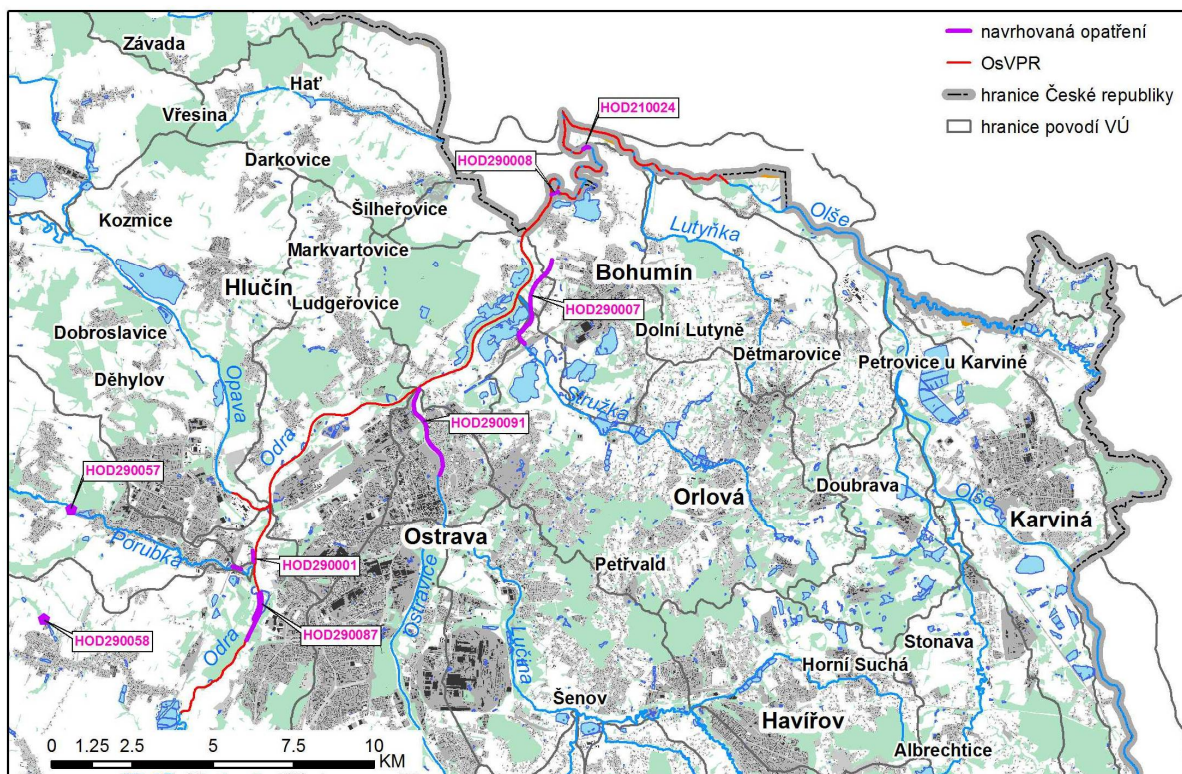 navrhovaná opatření
OsVPR
hranice České republiky
hranice povodí VÚ
Závada
Hať
Vřesina
HOD210024
Darkovice
HOD290008
Kozmice
Šilheřovice
Olše
Lutyňka
Markvartovice
Hlučín
Bohumín
Ludgeřovice
HOD290007
Dobroslavice
Dolní Lutyně
Dětmarovice
Petrovice u Karviné
Děhylov
Opava
Stružka
HOD290091
Odra
HOD290057
Doubrava
Orlová
Olše
Karviná
Porubka
Ostrava
HOD290001
Petřvald
Ostravice
HOD290058
HOD290087
Odra
Lučina
Stonava
Horní Suchá
Šenov
Havířov
Albrechtice
0 1.25 2.5 5 7.5 10
KM